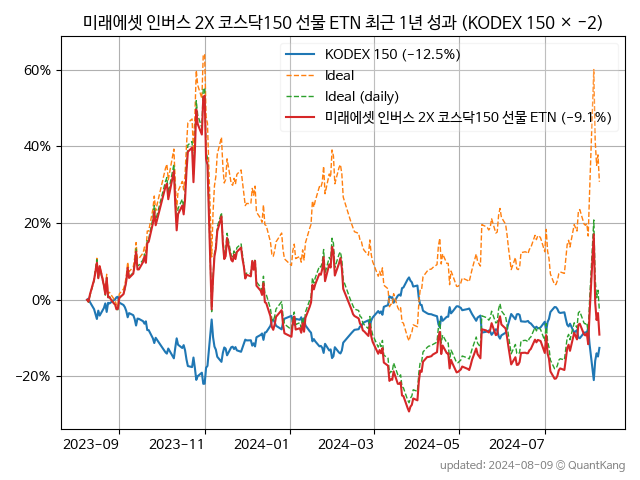 미래에셋 인버스 2X 코스닥150 선물 ETN 최근 1년 성과 (KODEX 150 × −2)
KODEX 150 (−12.5%)
Ideal
Ideal (daily)
미래에셋 인버스 2X 코스닥150 선물 ETN (−9.1%)
60%
40%
20%
0%
−20%
2023-09
2023-11
2024-01
2024-03
2024-05
2024-07
updated: 2024-08-09 © QuantKang